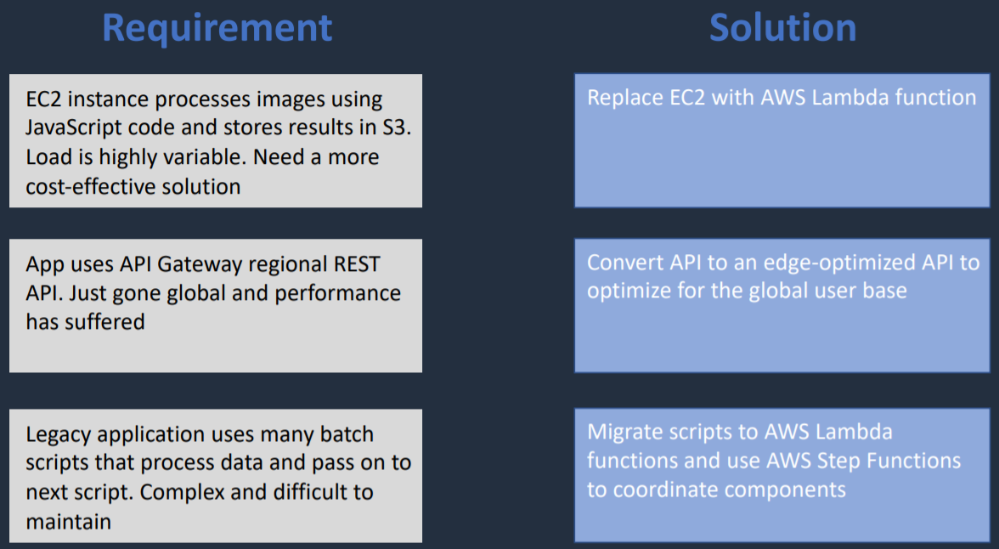 Requirement
Solution
EC2 instance processes images using
JavaScript code and stores results in S3.
Load is highly variable. Need a more
cost-effective solution
Replace EC2 with AWS Lambda function
App uses API Gateway regional REST
API. Just gone global and performance
has suffered
Convert API to an edge-optimized API to
optimize for the global user base
Legacy application uses many batch
scripts that process data and pass on to
next script. Complex and difficult to
maintain
Migrate scripts to AWS Lambda
functions and use AWS Step Functions
to coordinate components